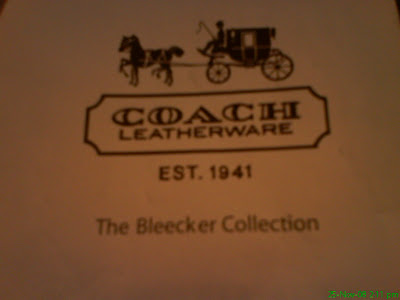 COACH
LEATHERWARE
EST. 1941
The Bleecker Collection